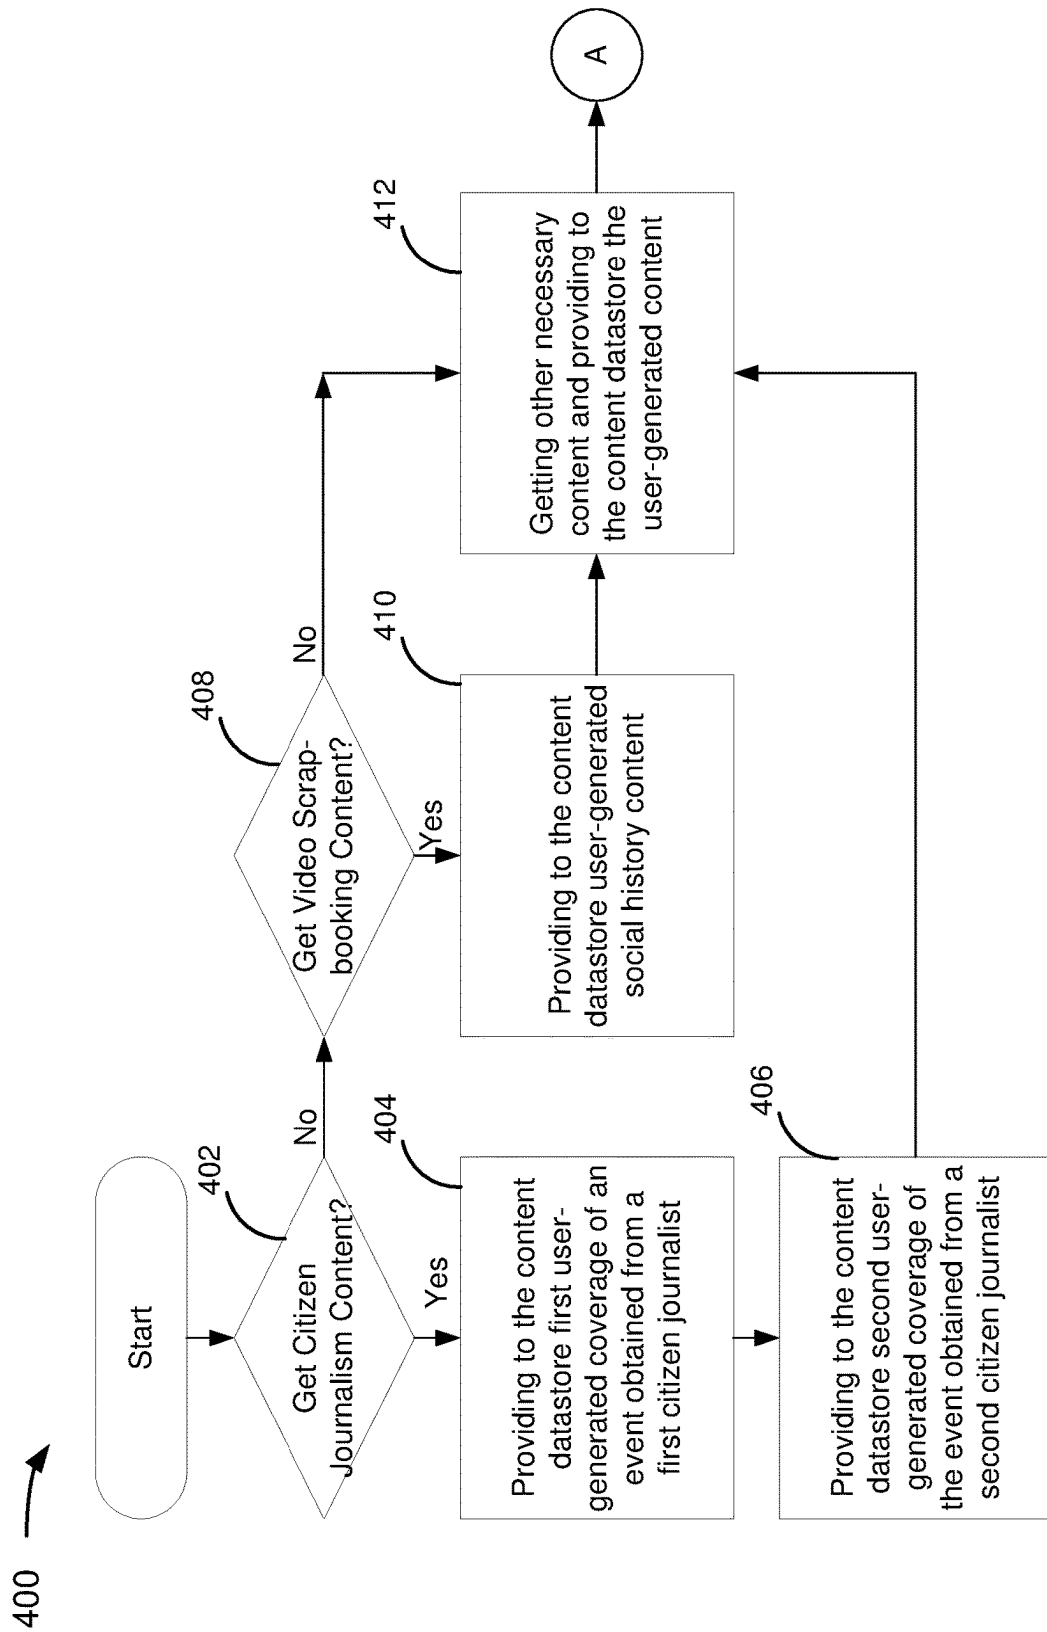 400
Start
402
Get Citizen
Journalism Content?
No
Yes
404
Providing to the content
datastore first user-
generated coverage of an
event obtained from a
first citizen journalist
406
Providing to the content
datastore second user-
generated coverage of
the event obtained from a
second citizen journalist
408
Get Video Scrap-
booking Content?
No
Yes
410
Providing to the content
datastore user-generated
social history content
412
Getting other necessary
content and providing to
the content datastore the
user-generated content
A